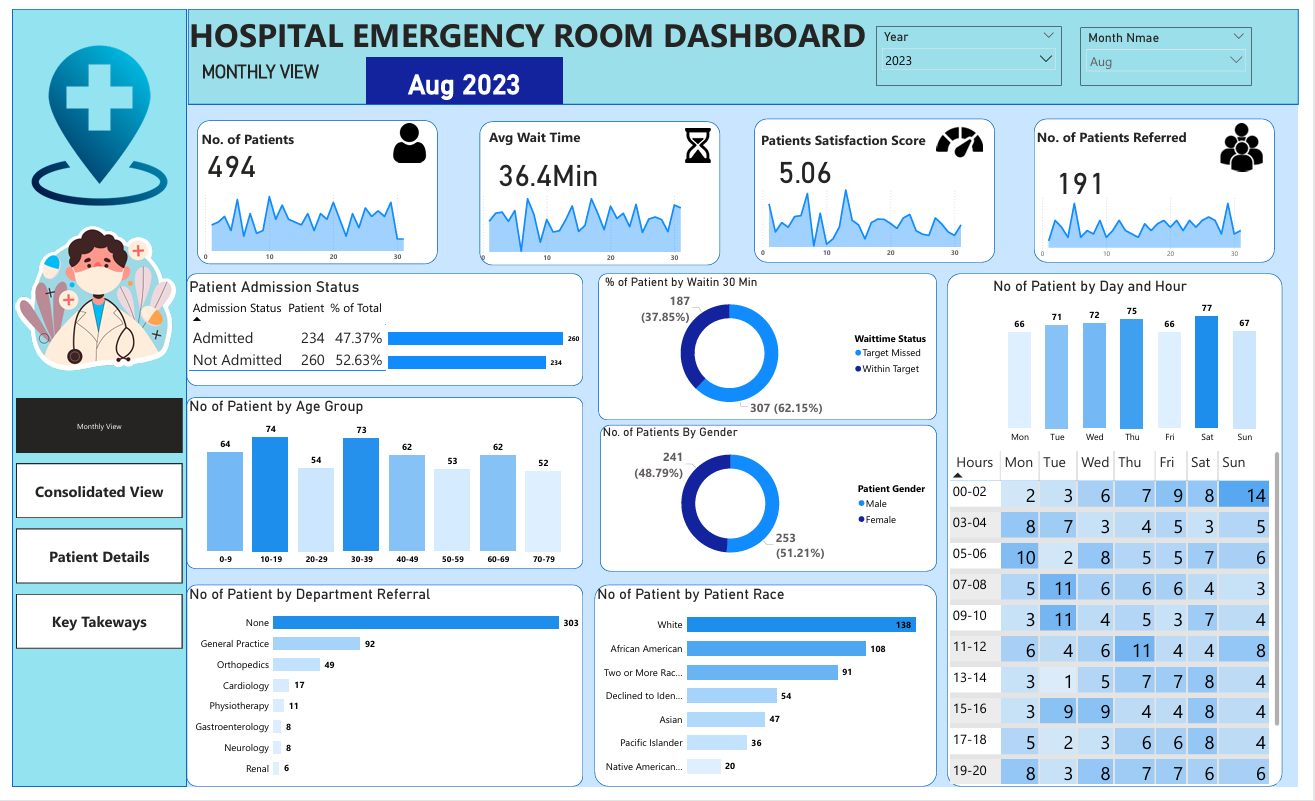 HOSPITAL EMERGENCY ROOM DASHBOARD
MONTHLY VIEW
Aug 2023
Year
2023
Month Nmae
Aug
No. of Patients
494
0 10 20 30
Avg Wait Time
36.4Min
0 10 20 30
Patients Satisfaction Score
5.06
0 10 20 30
No. of Patients Referred
191
0 10 20 30
Monthly View
Consolidated View
Patient Details
Key Takeways
Patient Admission Status
Admission Status Patient % of Total
Admitted 234 47.37% 260
Not Admitted 260 52.63% 234
% of Patient by Waitin 30 Min
187
(37.85%)
307 (62.15%)
Waittime Status
Target Missed
Within Target
No of Patient by Age Group
64 74 54 73 62 53 62 52
0-9 10-19 20-29 30-39 40-49 50-59 60-69 70-79
No. of Patients By Gender
241
(48.79%)
253
(51.21%)
Patient Gender
Male
Female
No of Patient by Department Referral
None 303
General Practice 92
Orthopedics 49
Cardiology 17
Physiotherapy 11
Gastroenterology 8
Neurology 8
Renal 6
No of Patient by Patient Race
White 138
African American 108
Two or More Rac... 91
Declined to Iden... 54
Asian 47
Pacific Islander 36
Native American... 20
No of Patient by Day and Hour
66 71 72 75 66 77 67
Mon Tue Wed Thu Fri Sat Sun
Hours Mon Tue Wed Thu Fri Sat Sun
00-02 2 3 6 7 9 8 14
03-04 8 7 3 4 5 3 5
05-06 10 2 8 5 5 7 6
07-08 5 11 6 6 6 4 3
09-10 3 11 4 5 3 7 4
11-12 6 4 6 11 4 4 8
13-14 3 1 5 7 7 8 4
15-16 3 9 9 4 4 8 4
17-18 5 2 3 6 6 8 4
19-20 8 3 8 7 7 6 6